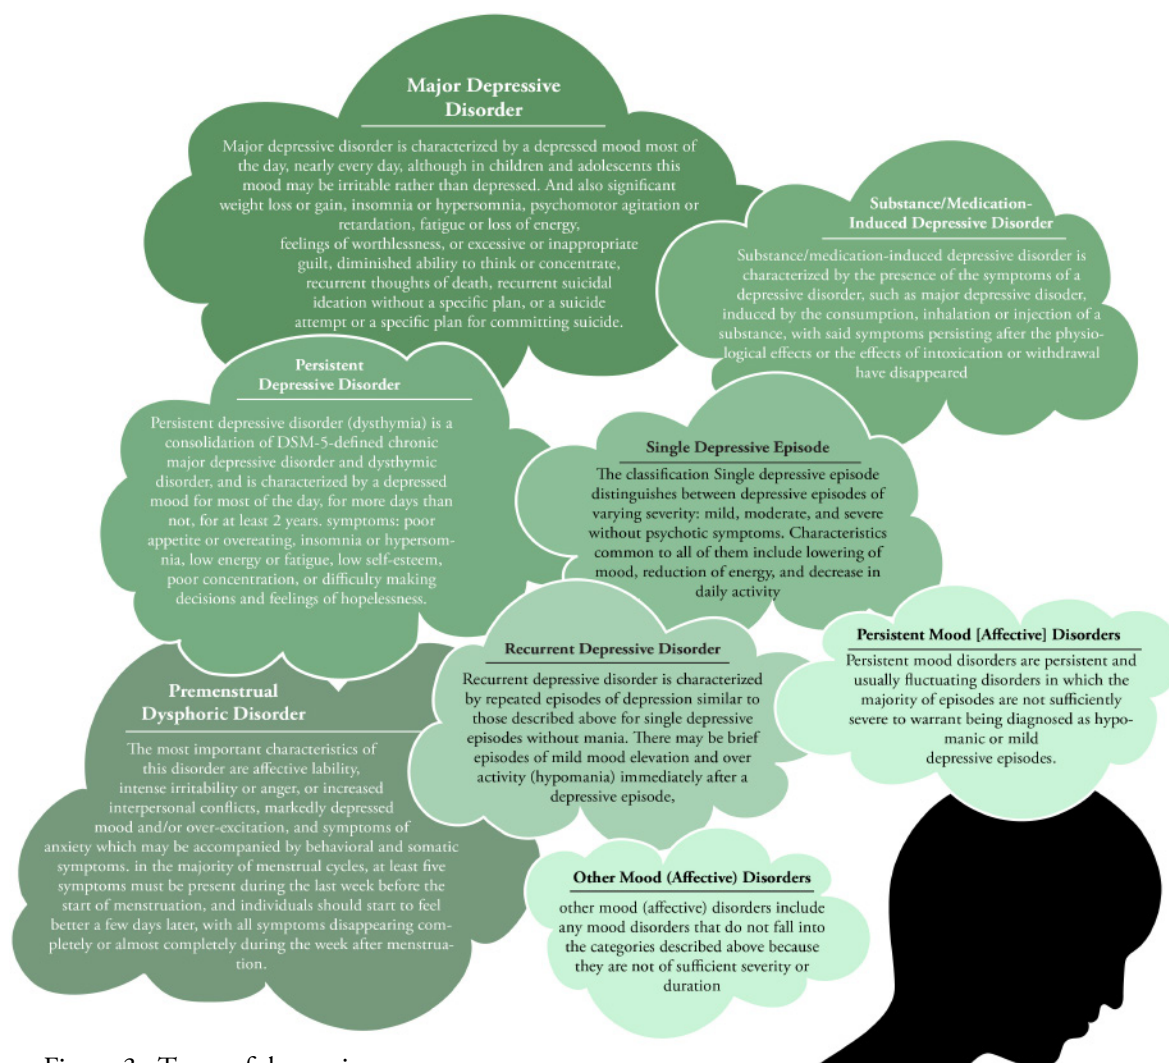 Major Depressive
Disorder
Major depressive disorder is characterized by a depressed mood most of
the day, nearly every day, although in children and adolescents this
mood may be irritable rather than depressed. And also significant
weight loss or gain, insomnia or hypersomnia, psychomotor agitation or
retardation, fatigue or loss of energy,
feelings of worthlessness, or excessive or inappropriate
guilt, diminished ability to think or concentrate,
recurrent thoughts of death, recurrent suicidal
ideation without a specific plan, or a suicide
attempt or a specific plan for committing suicide.
Substance/Medication-
Induced Depressive Disorder
Substance/medication-induced depressive disorder is
characterized by the presence of the symptoms of a
depressive disorder, such as major depressive disoder,
induced by the consumption, inhalation or injection of a
substance, with said symptoms persisting after the physio-
logical effects or the effects of intoxication or withdrawal
have disappeared
Persistent
Depressive Disorder
Persistent depressive disorder (dysthymia) is a
consolidation of DSM-5-defined chronic
major depressive disorder and dysthymic
disorder, and is characterized by a depressed
mood for most of the day, for more days than
not, for at least 2 years. symptoms: poor
appetite or overeating, insomnia or hypersom-
nia, low energy or fatigue, low self-esteem,
poor concentration, or difficulty making
decisions and feelings of hopelessness.
Single Depressive Episode
The classification Single depressive episode
distinguishes between depressive episodes of
varying severity: mild, moderate, and severe
without psychotic symptoms. Characteristics
common to all of them include lowering of
mood, reduction of energy, and decrease in
daily activity
Persistent Mood [Affective] Disorders
Persistent mood disorders are persistent and
usually fluctuating disorders in which the
majority of episodes are not sufficiently
severe to warrant being diagnosed as hypo-
manic or mild
depressive episodes.
Recurrent Depressive Disorder
Recurrent depressive disorder is characterized
by repeated episodes of depression similar to
those described above for single depressive
episodes without mania. There may be brief
episodes of mild mood elevation and over
activity (hypomania) immediately after a
depressive episode,
Premenstrual
Dysphoric Disorder
The most important characteristics of
this disorder are affective lability,
intense irritability or anger, or increased
interpersonal conflicts, markedly depressed
mood and/or over-excitation, and symptoms of
anxiety which may be accompanied by behavioral and somatic
symptoms. in the majority of menstrual cycles, at least five
symptoms must be present during the last week before the
start of menstruation, and individuals should start to feel
better a few days later, with all symptoms disappearing com-
pletely or almost completely during the week after menstrua-
tion.
Other Mood (Affective) Disorders
other mood (affective) disorders include
any mood disorders that do not fall into
the categories described above because
they are not of sufficient severity or
duration